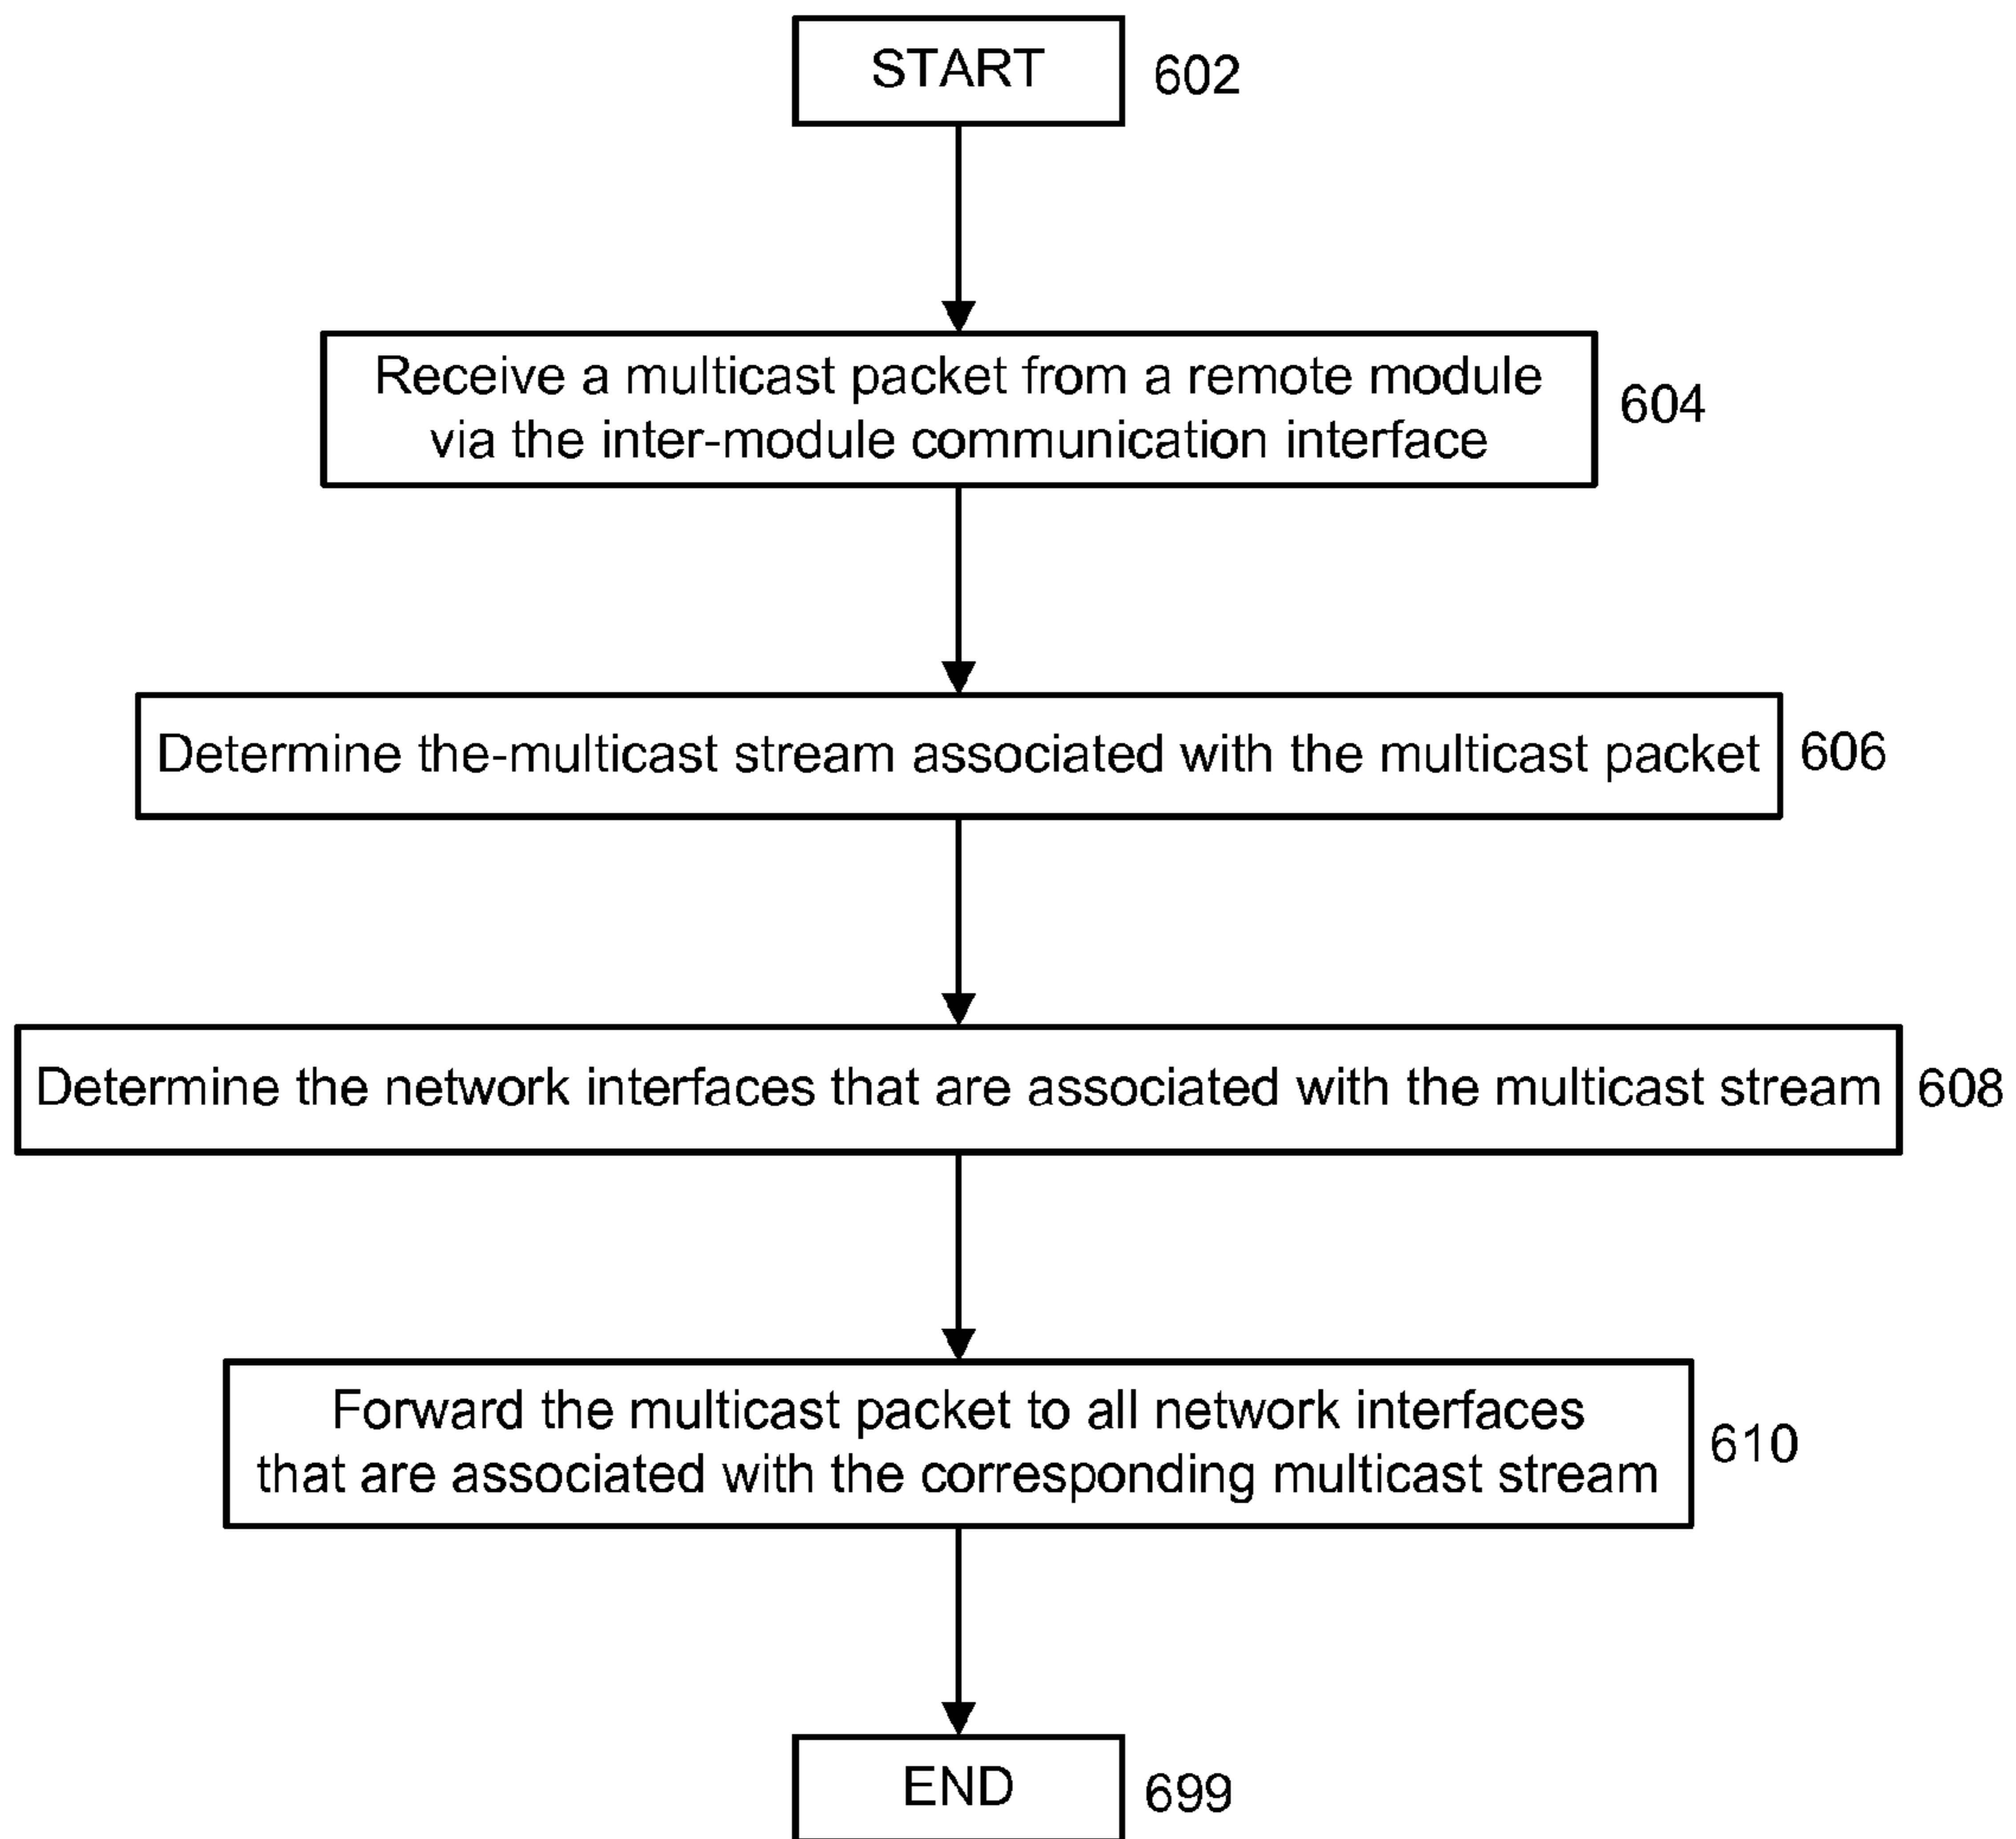 START
602
Receive a multicast packet from a remote module
via the inter-module communication interface
604
Determine the-multicast stream associated with the multicast packet
606
Determine the network interfaces that are associated with the multicast stream
608
Forward the multicast packet to all network interfaces
that are associated with the corresponding multicast stream
610
END
699